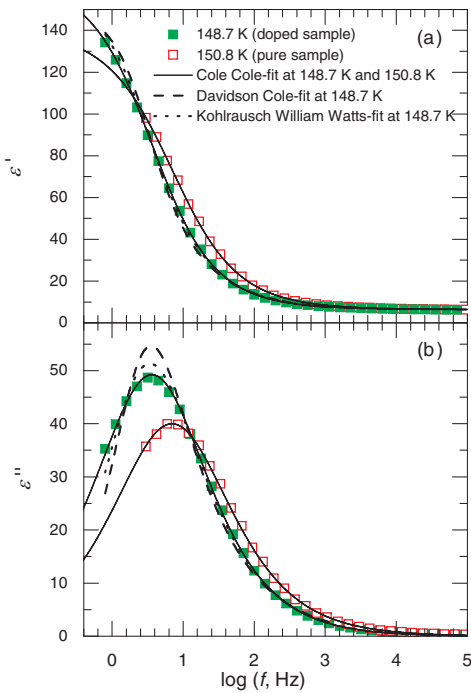 140
120
100
80
60
40
20
0
ε'
(a)
148.7 K (doped sample)
150.8 K (pure sample)
Cole Cole-fit at 148.7 K and 150.8 K
Davidson Cole-fit at 148.7 K
Kohlrausch William Watts-fit at 148.7 K
(b)
50
40
30
20
10
0
ε"
0 1 2 3 4 5
log (f, Hz)